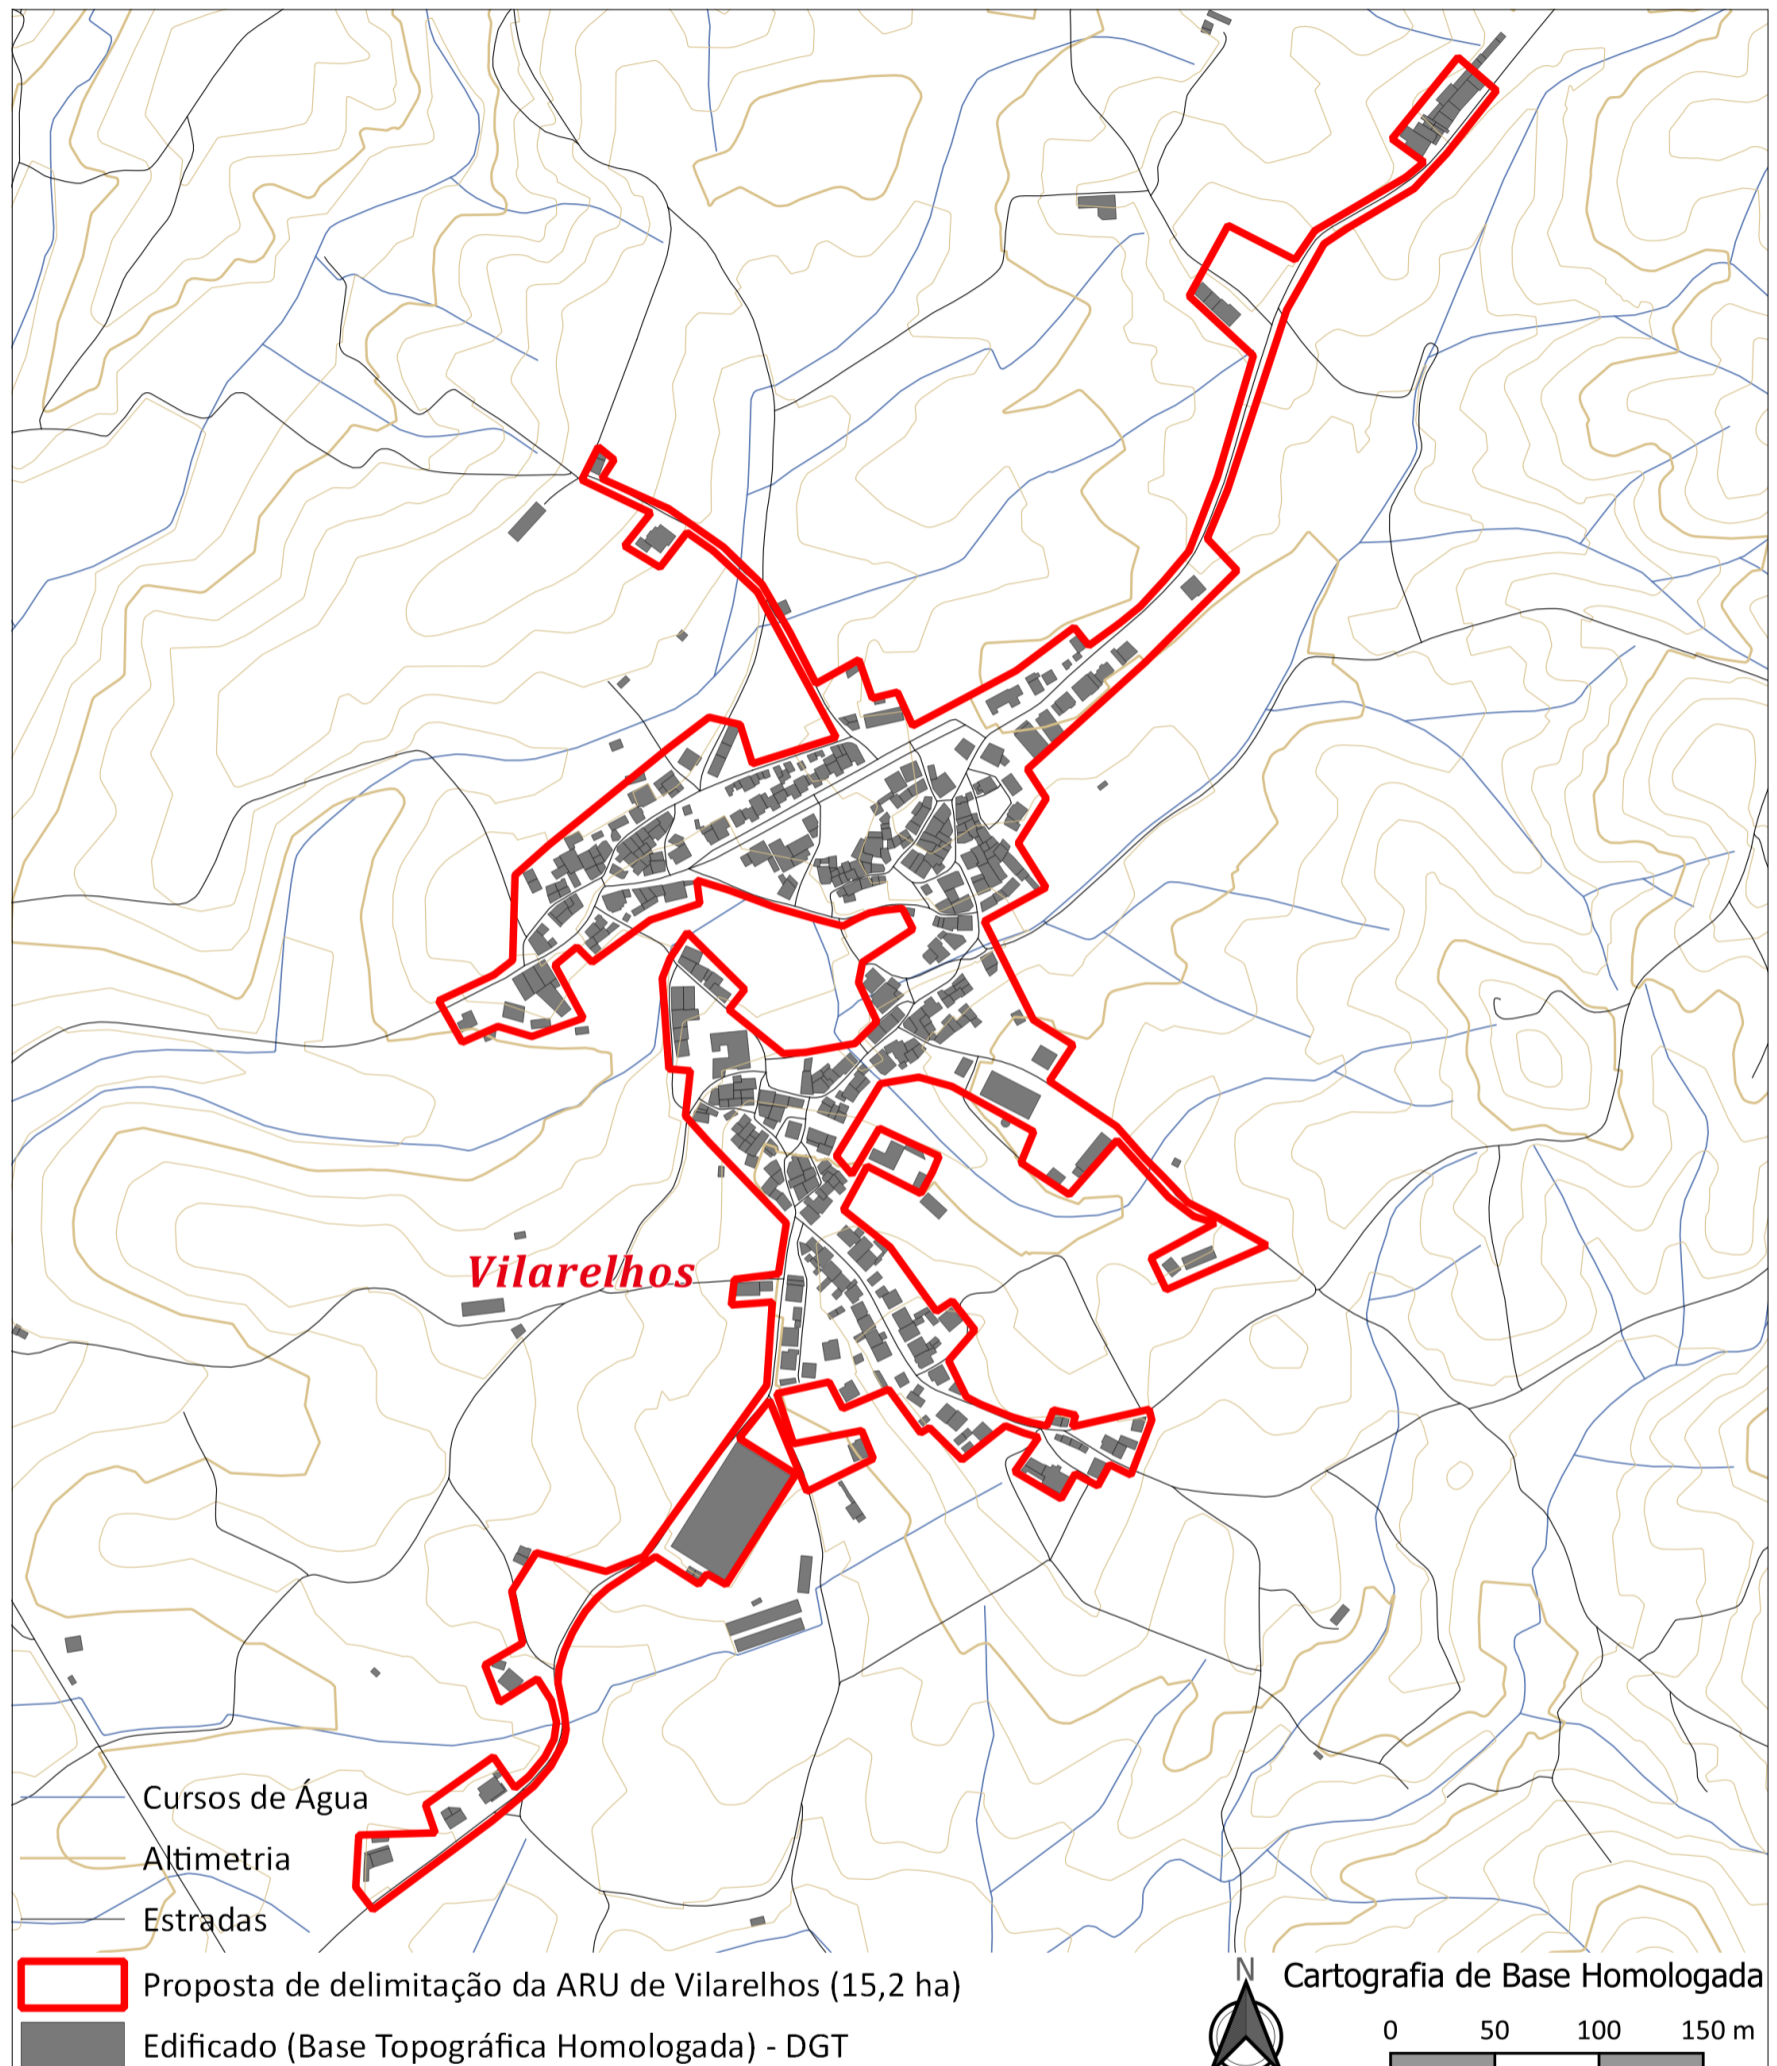 Vilarelhos
Cursos de Água
Altimetria
Estradas
Proposta de delimitação da ARU de Vilarelhos (15,2 ha)
Edificado (Base Topográfica Homologada) - DGT
N
Cartografia de Base Homologada
0 50 100 150 m